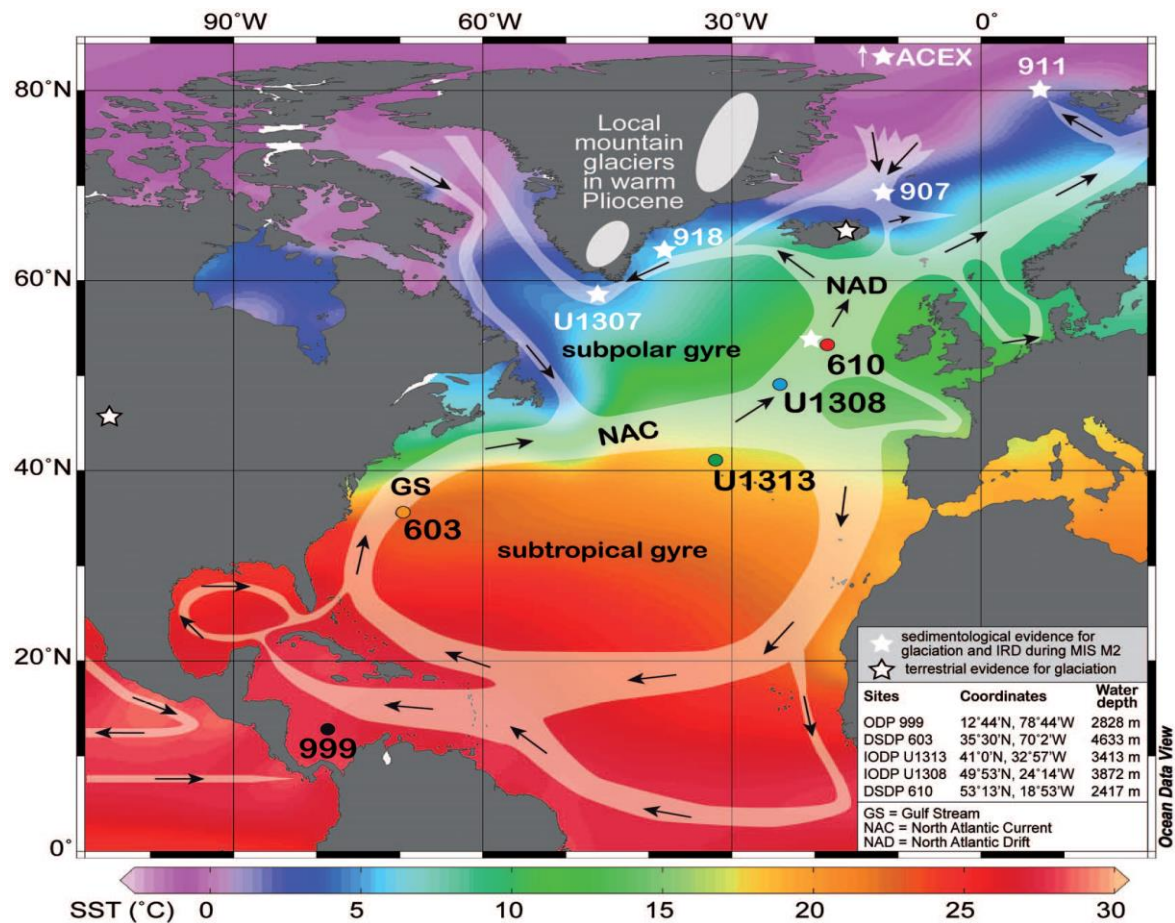 90°W 60°W 30°W 0°
80°N
60°N
40°N
20°N
0°
↑★ACEX
911
Local
mountain
glaciers
in warm
Pliocene
907
918
U1307
NAD
subpolar gyre
610
U1308
NAC
U1313
GS
603
subtropical gyre
999
sedimentological evidence for
glaciation and IRD during MIS M2
terrestrial evidence for glaciation
Sites Coordinates Water
depth
ODP 999 12°44'N, 78°44'W 2828 m
DSDP 603 35°30'N, 70°2'W 4633 m
IODP U1313 41°0'N, 32°57'W 3413 m
IODP U1308 49°53'N, 24°14'W 3872 m
DSDP 610 53°13'N, 18°53'W 2417 m
GS = Gulf Stream
NAC = North Atlantic Current
NAD = North Atlantic Drift
Ocean Data View
SST (°C) 0 5 10 15 20 25 30